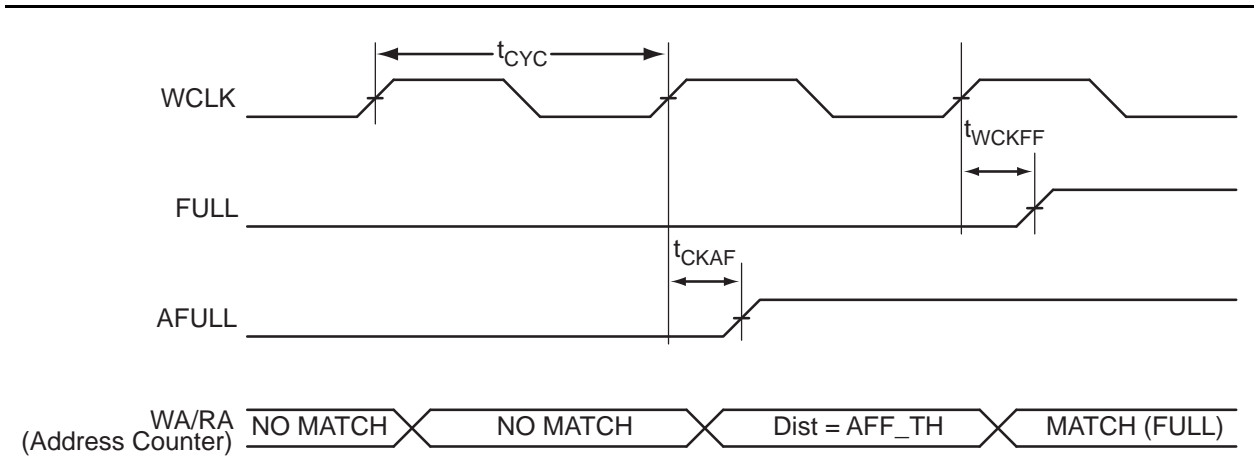 tCYC
WCLK
tWCKFF
FULL
tCKAF
AFULL
WA/RA
(Address Counter)
NO MATCH
NO MATCH
Dist = AFF_TH
MATCH (FULL)